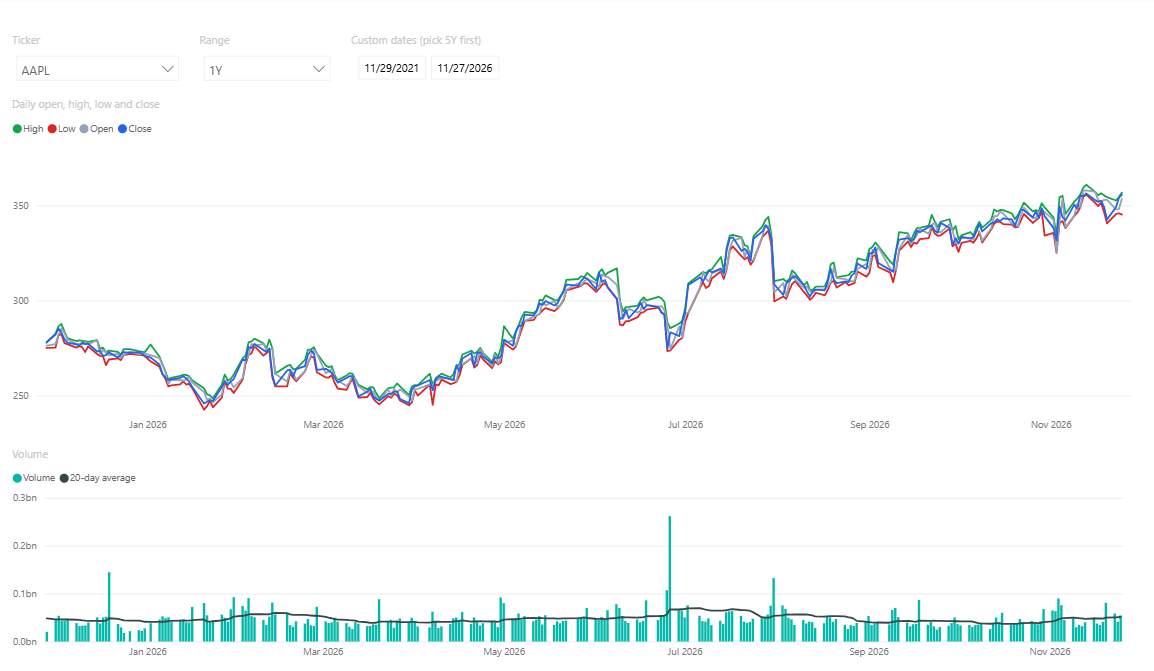 Ticker Range Custom dates (pick 5Y first)
AAPL 1Y 11/29/2021 11/27/2026
Daily open, high, low and close
High Low Open Close
350
300
250
Jan 2026 Mar 2026 May 2026 Jul 2026 Sep 2026 Nov 2026
Volume
Volume 20-day average
0.3bn
0.2bn
0.1bn
0.0bn
Jan 2026 Mar 2026 May 2026 Jul 2026 Sep 2026 Nov 2026